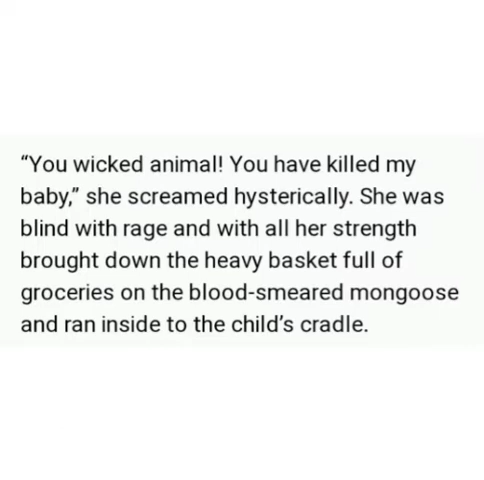 “You wicked animal! You have killed my
baby,” she screamed hysterically. She was
blind with rage and with all her strength
brought down the heavy basket full of
groceries on the blood-smeared mongoose
and ran inside to the child’s cradle.